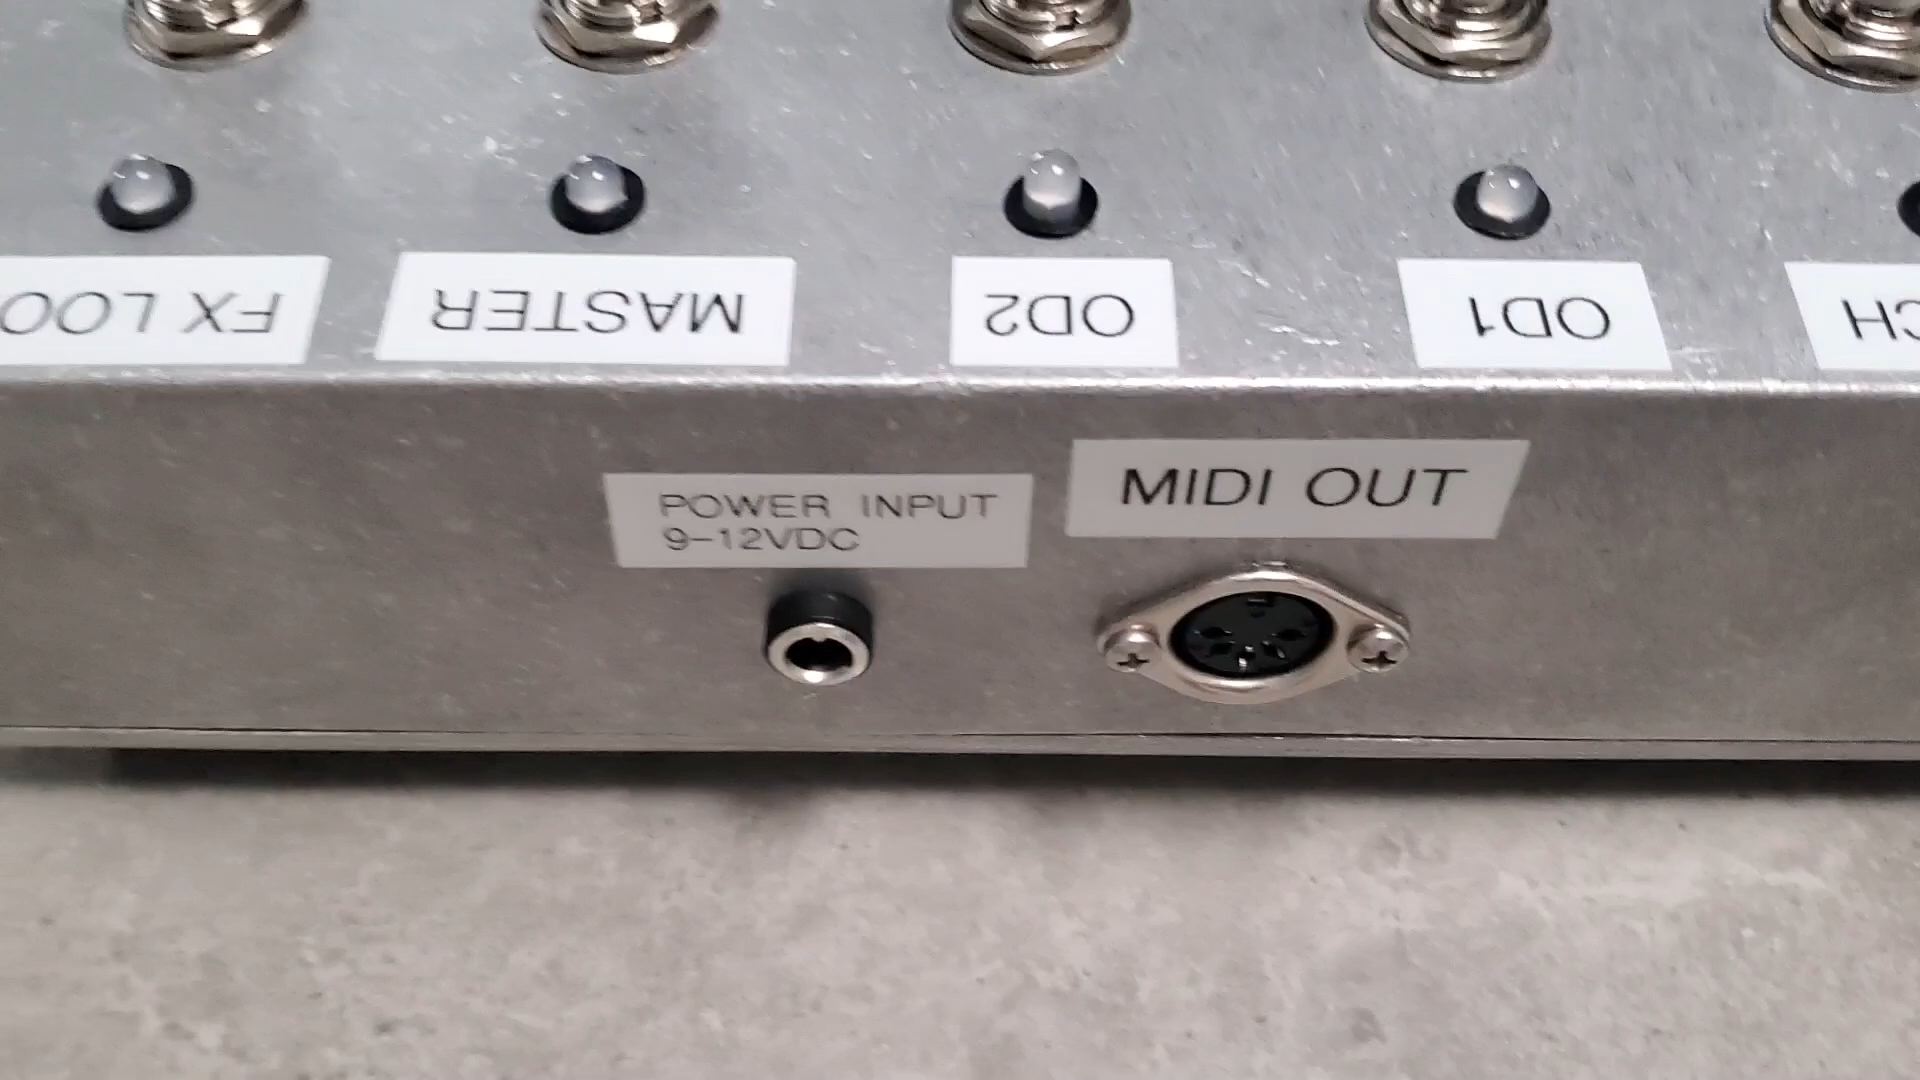 FX LOO
MASTER
OD2
OD1
CH
POWER INPUT
9-12VDC
MIDI OUT